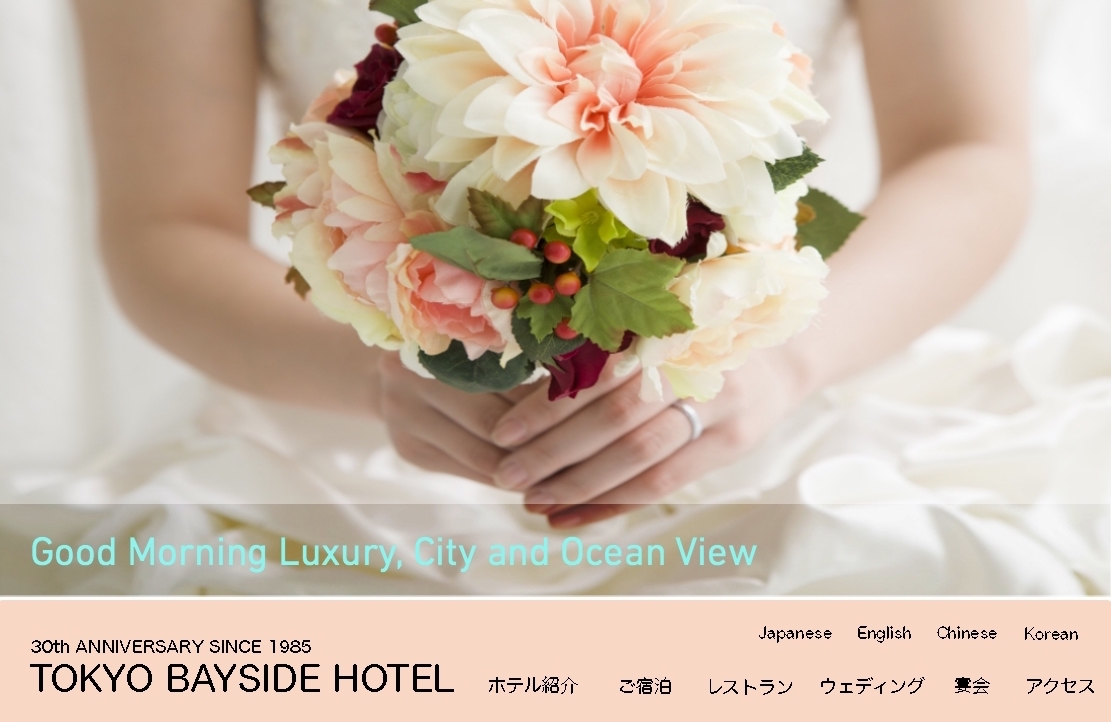 Good Morning Luxury, City and Ocean View
30th ANNIVERSARY SINCE 1985
TOKYO BAYSIDE HOTEL
Japanese English Chinese Korean
ホテル紹介 ご宿泊 レストラン ウェディング 宴会 アクセス